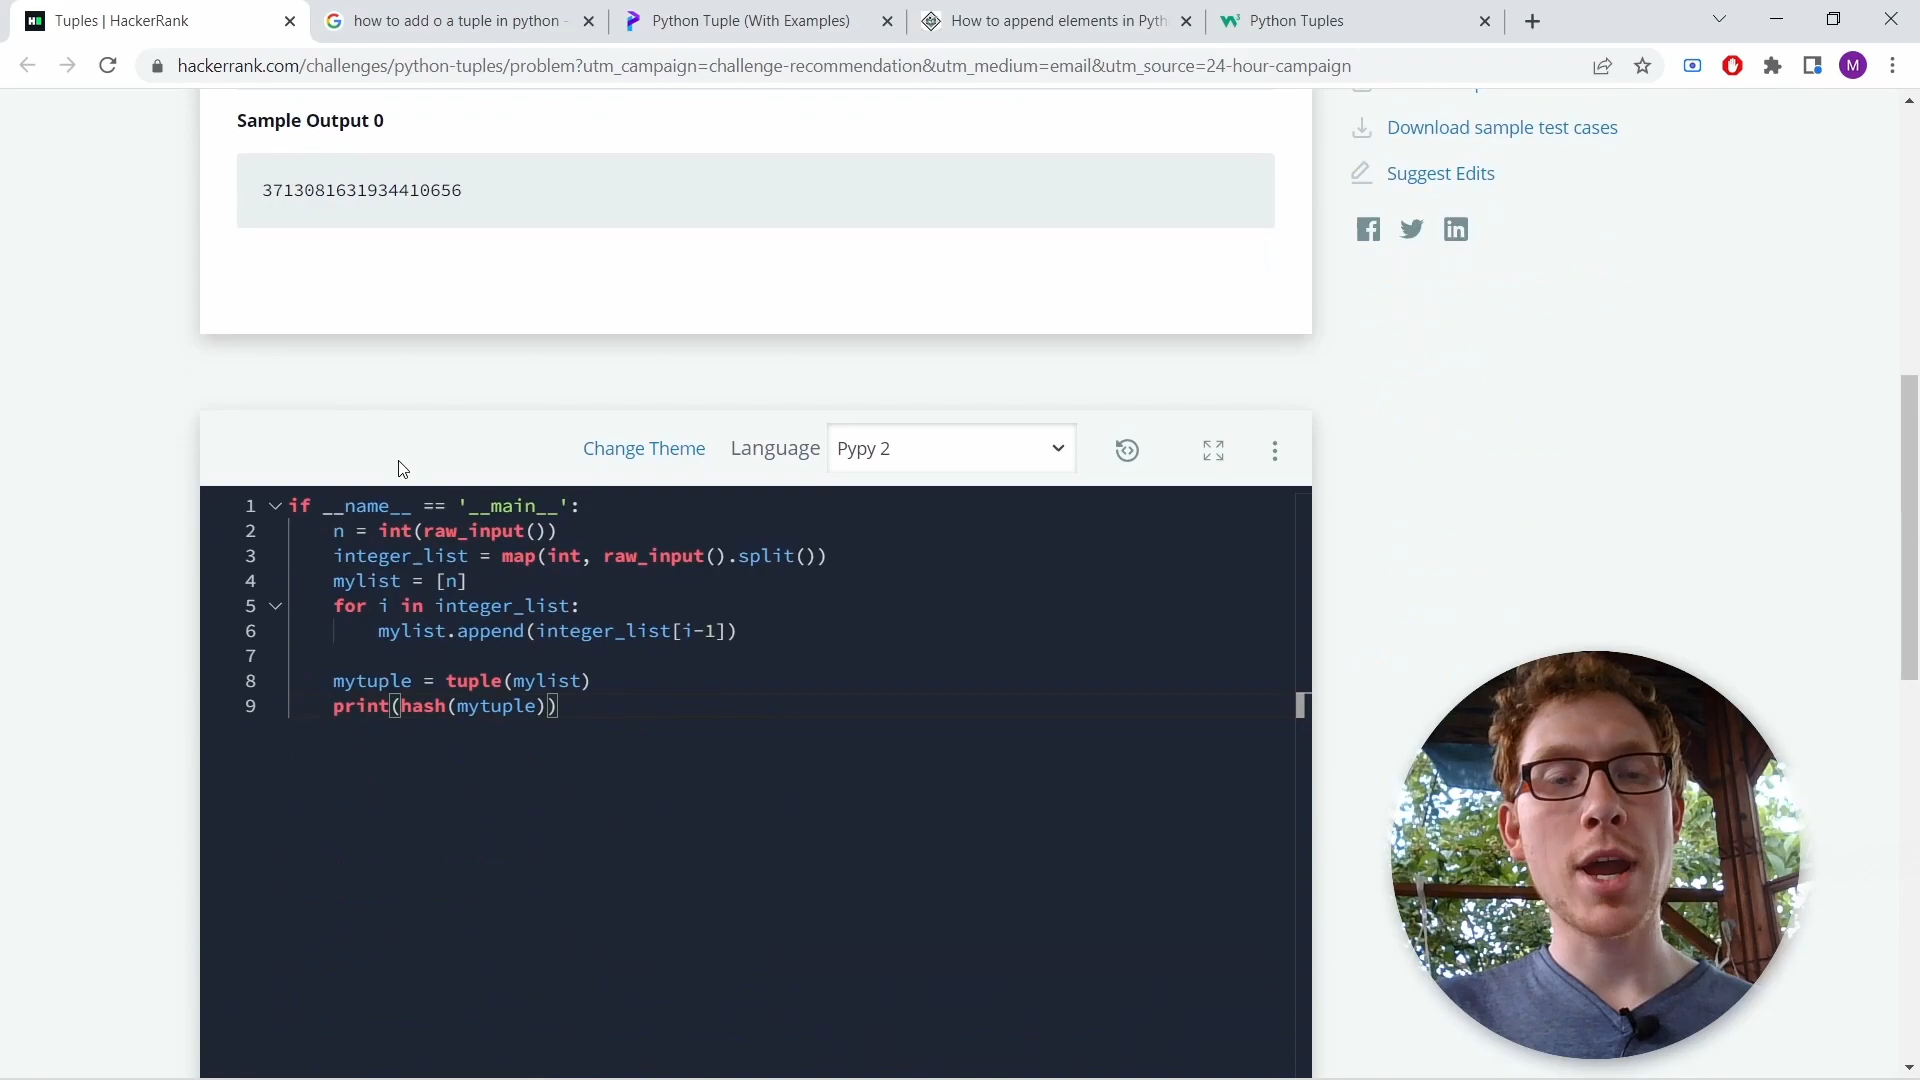 Tuples | HackerRank
how to add o a tuple in python -
Python Tuple (With Examples)
How to append elements in Pyth
Python Tuples
hackerrank.com/challenges/python-tuples/problem?utm_campaign=challenge-recommendation&utm_medium=email&utm_source=24-hour-campaign
M
Sample Output 0
3713081631934410656
Download sample test cases
Suggest Edits
Change Theme
Language
Pypy 2
1 if __name__ == '__main__':
2 n = int(raw_input())
3 integer_list = map(int, raw_input().split())
4 mylist = [n]
5 for i in integer_list:
6 mylist.append(integer_list[i-1])
7
8 mytuple = tuple(mylist)
9 print(hash(mytuple))